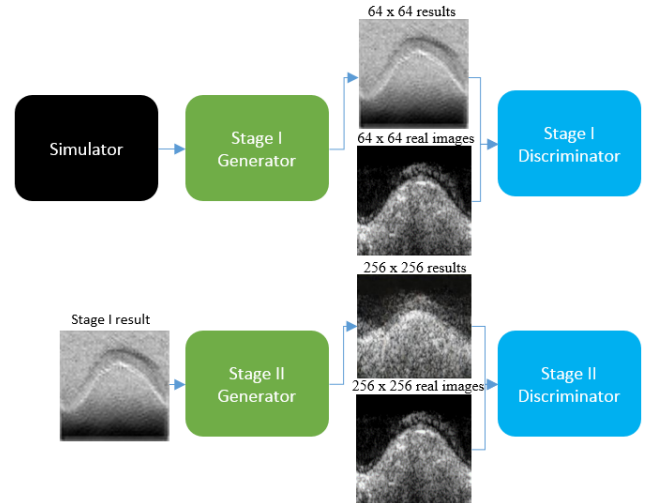 64 x 64 results
Simulator
Stage I
Generator
64 x 64 real images
Stage I
Discriminator
256 x 256 results
Stage I result
Stage II
Generator
256 x 256 real images
Stage II
Discriminator